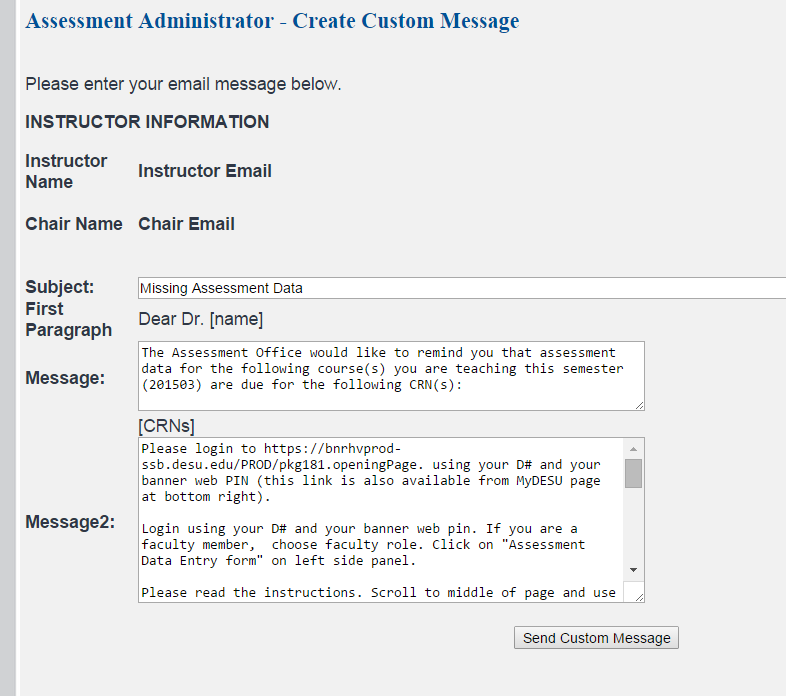 Assessment Administrator - Create Custom Message
Please enter your email message below.
INSTRUCTOR INFORMATION
Instructor Name Instructor Email
Chair Name Chair Email
Subject: Missing Assessment Data
First Paragraph Dear Dr. [name]
Message:
The Assessment Office would like to remind you that assessment
data for the following course(s) you are teaching this semester
(201503) are due for the following CRN(s):
[CRNs]
Message2:
Please login to https://bnrhvprod-
ssb.desu.edu/PROD/pkg181.openingPage. using your D# and your
banner web PIN (this link is also available from MyDESU page
at bottom right).
Login using your D# and your banner web pin. If you are a
faculty member,  choose faculty role. Click on "Assessment
Data Entry form" on left side panel.
Please read the instructions. Scroll to middle of page and use
Send Custom Message